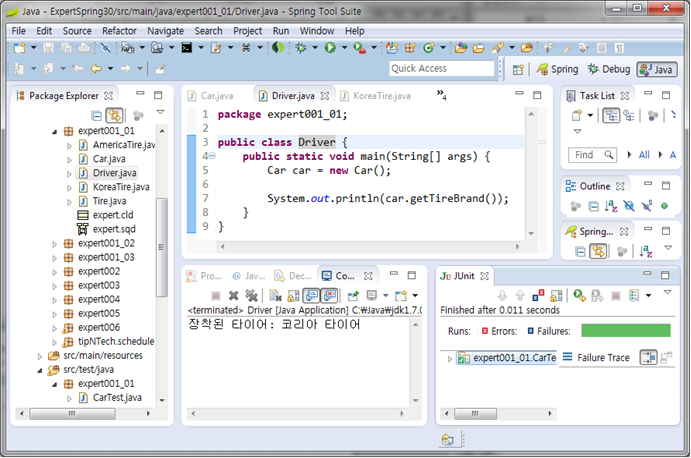 Java - ExpertSpring30/src/main/java/expert001_01/Driver.java - Spring Tool Suite
File Edit Source Refactor Navigate Search Project Run Window Help
Quick Access
Spring
Debug
Java
Package Explorer
expert001_01
AmericaTire.jav
Car.java
Driver.java
KoreaTire.java
Tire.java
expert.cld
expert.sqd
expert001_02
expert001_03
expert002
expert003
expert004
expert005
expert006
tipNTech.schedule
src/main/resources
src/test/java
expert001_01
CarTest.java
Car.java
Driver.java
KoreaTire.java
»4
1 package expert001_01;
2
3 public class Driver {
4 public static void main(String[] args) {
5 Car car = new Car();
6
7 System.out.println(car.getTireBrand());
8 }
9 }
Task List
Find
All
Outline
Spring...
Pro...
Jav...
Dec...
Co...
<terminated> Driver [Java Application] C:₩Java₩jdk1.7.0
장착된 타이어: 코리아 타이어
JUnit
Finished after 0.011 seconds
Runs:
Errors:
Failures:
expert001_01.CarTe
Failure Trace